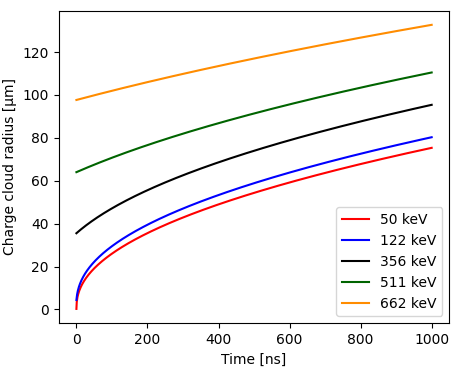 Charge cloud radius [μm]
120
100
80
60
40
20
0
0 200 400 600 800 1000
Time [ns]
50 keV
122 keV
356 keV
511 keV
662 keV